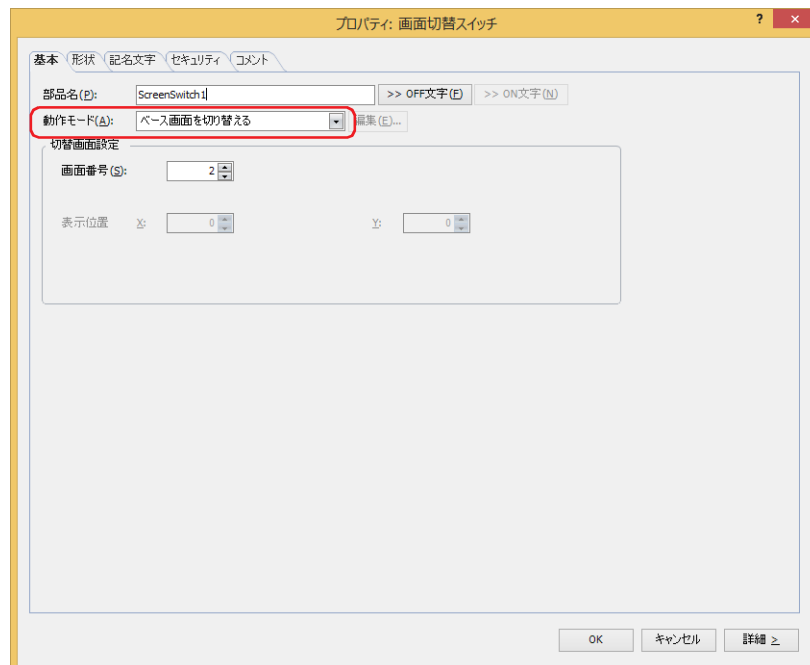 プロパティ: 画面切替スイッチ ? ×
基本 形状 記名文字 セキュリティ コメント
部品名(P): ScreenSwitch1 >> OFF文字(F) >> ON文字(N)
動作モード(A): ベース画面を切り替える 編集(E)...
切替画面設定
画面番号(S): 2
表示位置 X: 0 Y: 0
OK キャンセル 詳細 >